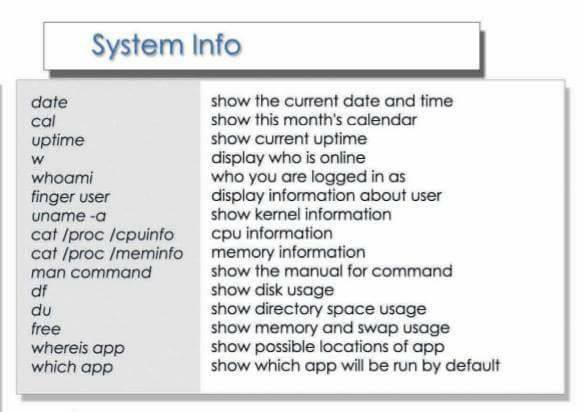 System Info
date show the current date and time
cal show this month's calendar
uptime show current uptime
w display who is online
whoami who you are logged in as
finger user display information about user
uname -a show kernel information
cat /proc /cpuinfo cpu information
cat /proc /meminfo memory information
man command show the manual for command
df show disk usage
du show directory space usage
free show memory and swap usage
whereis app show possible locations of app
which app show which app will be run by default